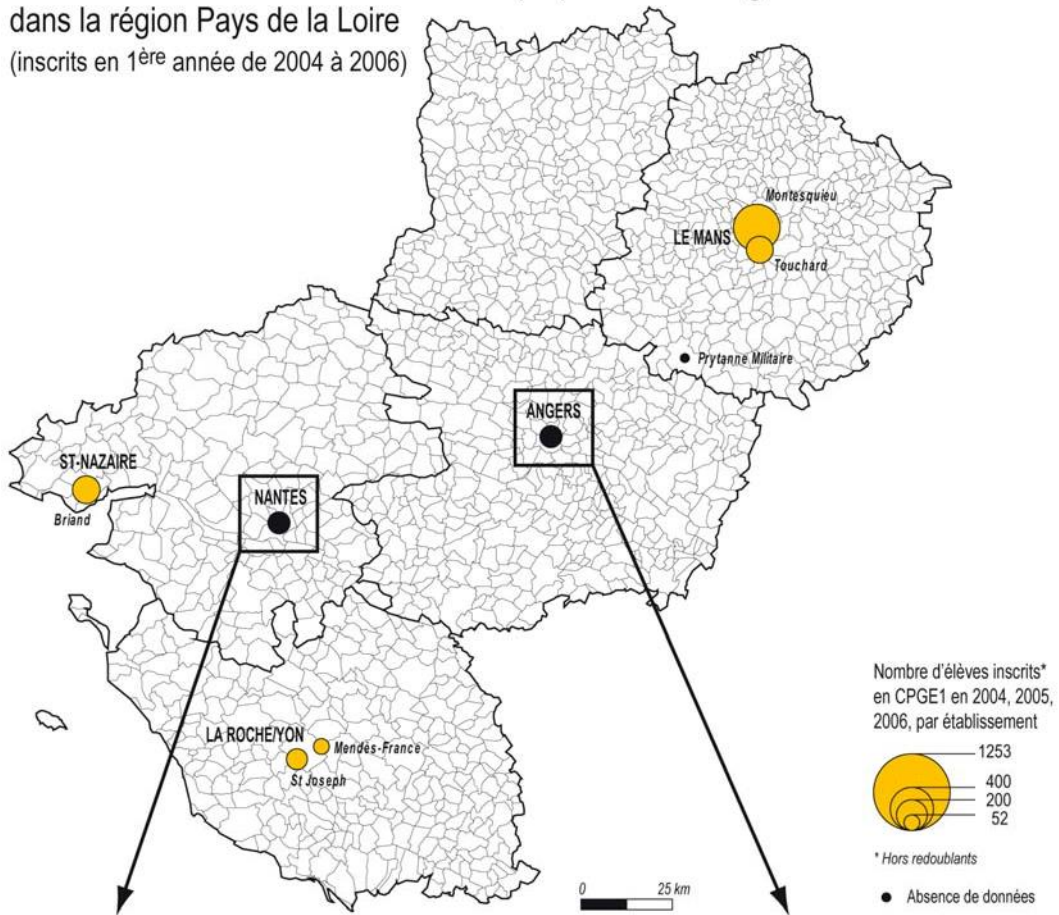 dans la région Pays de la Loire
(inscrits en 1ère année de 2004 à 2006)
Montesquieu
LE MANS
Touchard
Prytanne Militaire
ANGERS
ST-NAZAIRE
Briand
NANTES
LA ROCHE/YON
Mendès-France
St Joseph
Nombre d'élèves inscrits*
en CPGE1 en 2004, 2005,
2006, par établissement
1253
400
200
52
* Hors redoublants
Absence de données
0 25 km